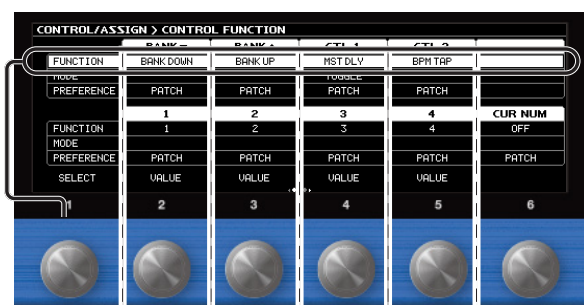 CONTROL/ASSIGN > CONTROL FUNCTION
BANK - BANK + CTL 1 CTL 2
FUNCTION BANK DOWN BANK UP MST DLY BPM TAP
MODE TOGGLE
PREFERENCE PATCH PATCH PATCH PATCH
1 2 3 4 CUR NUM
FUNCTION 1 2 3 4 OFF
MODE
PREFERENCE PATCH PATCH PATCH PATCH PATCH
SELECT VALUE VALUE VALUE VALUE
1 2 3 4 5 6